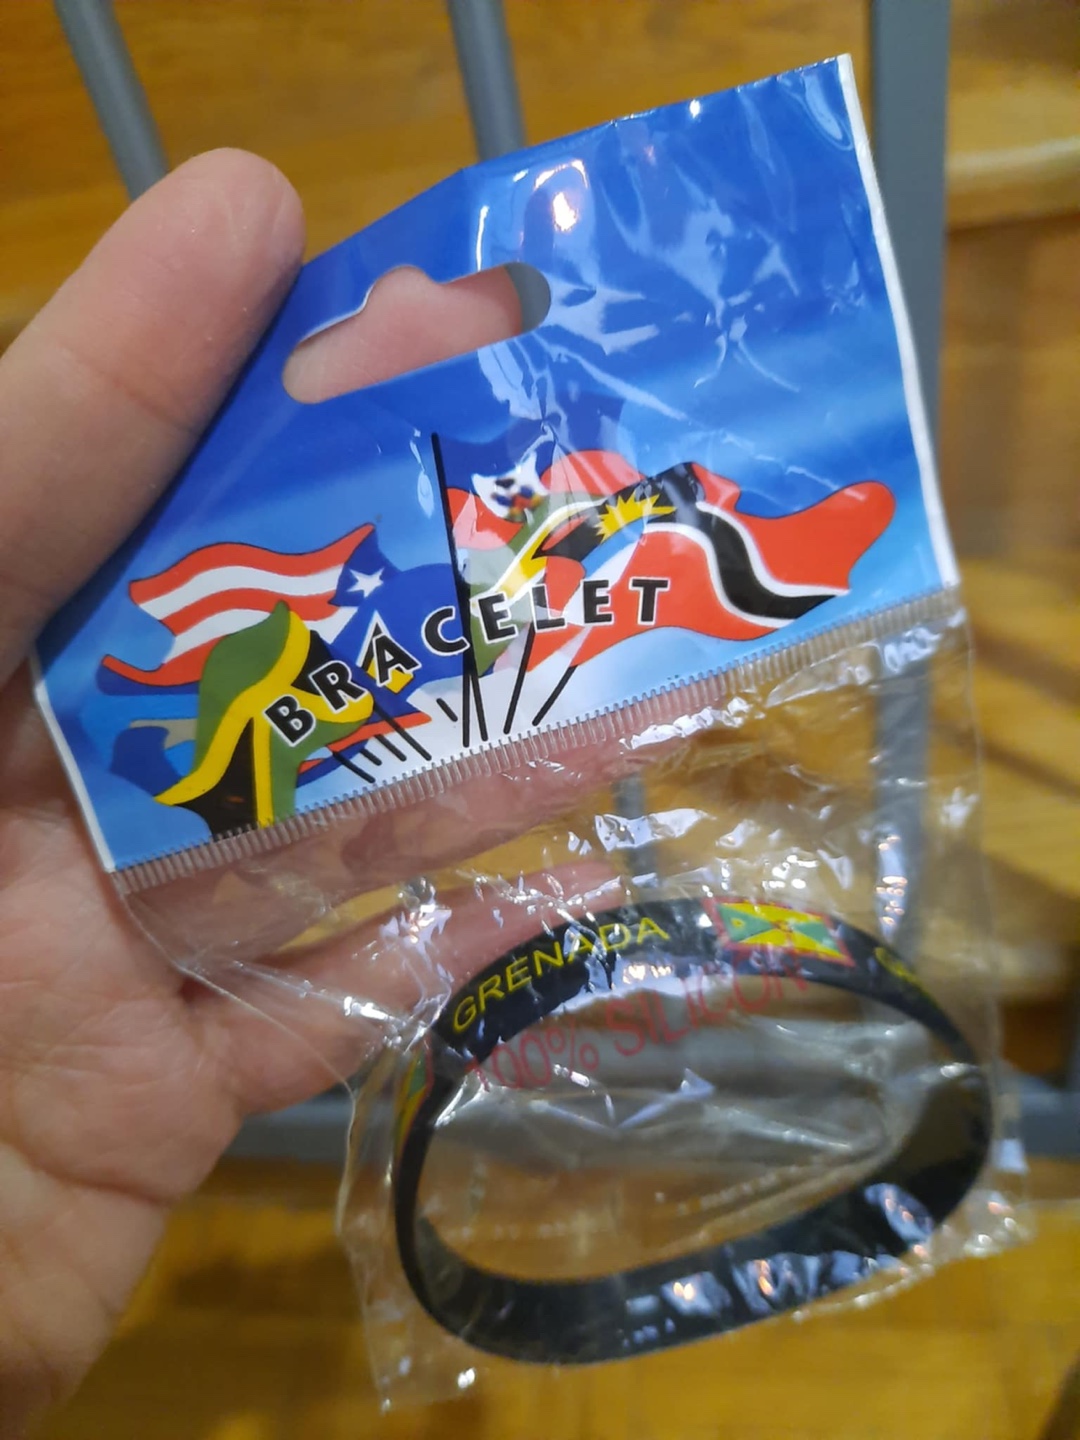 BRACELET
GRENADA
100% SILICON